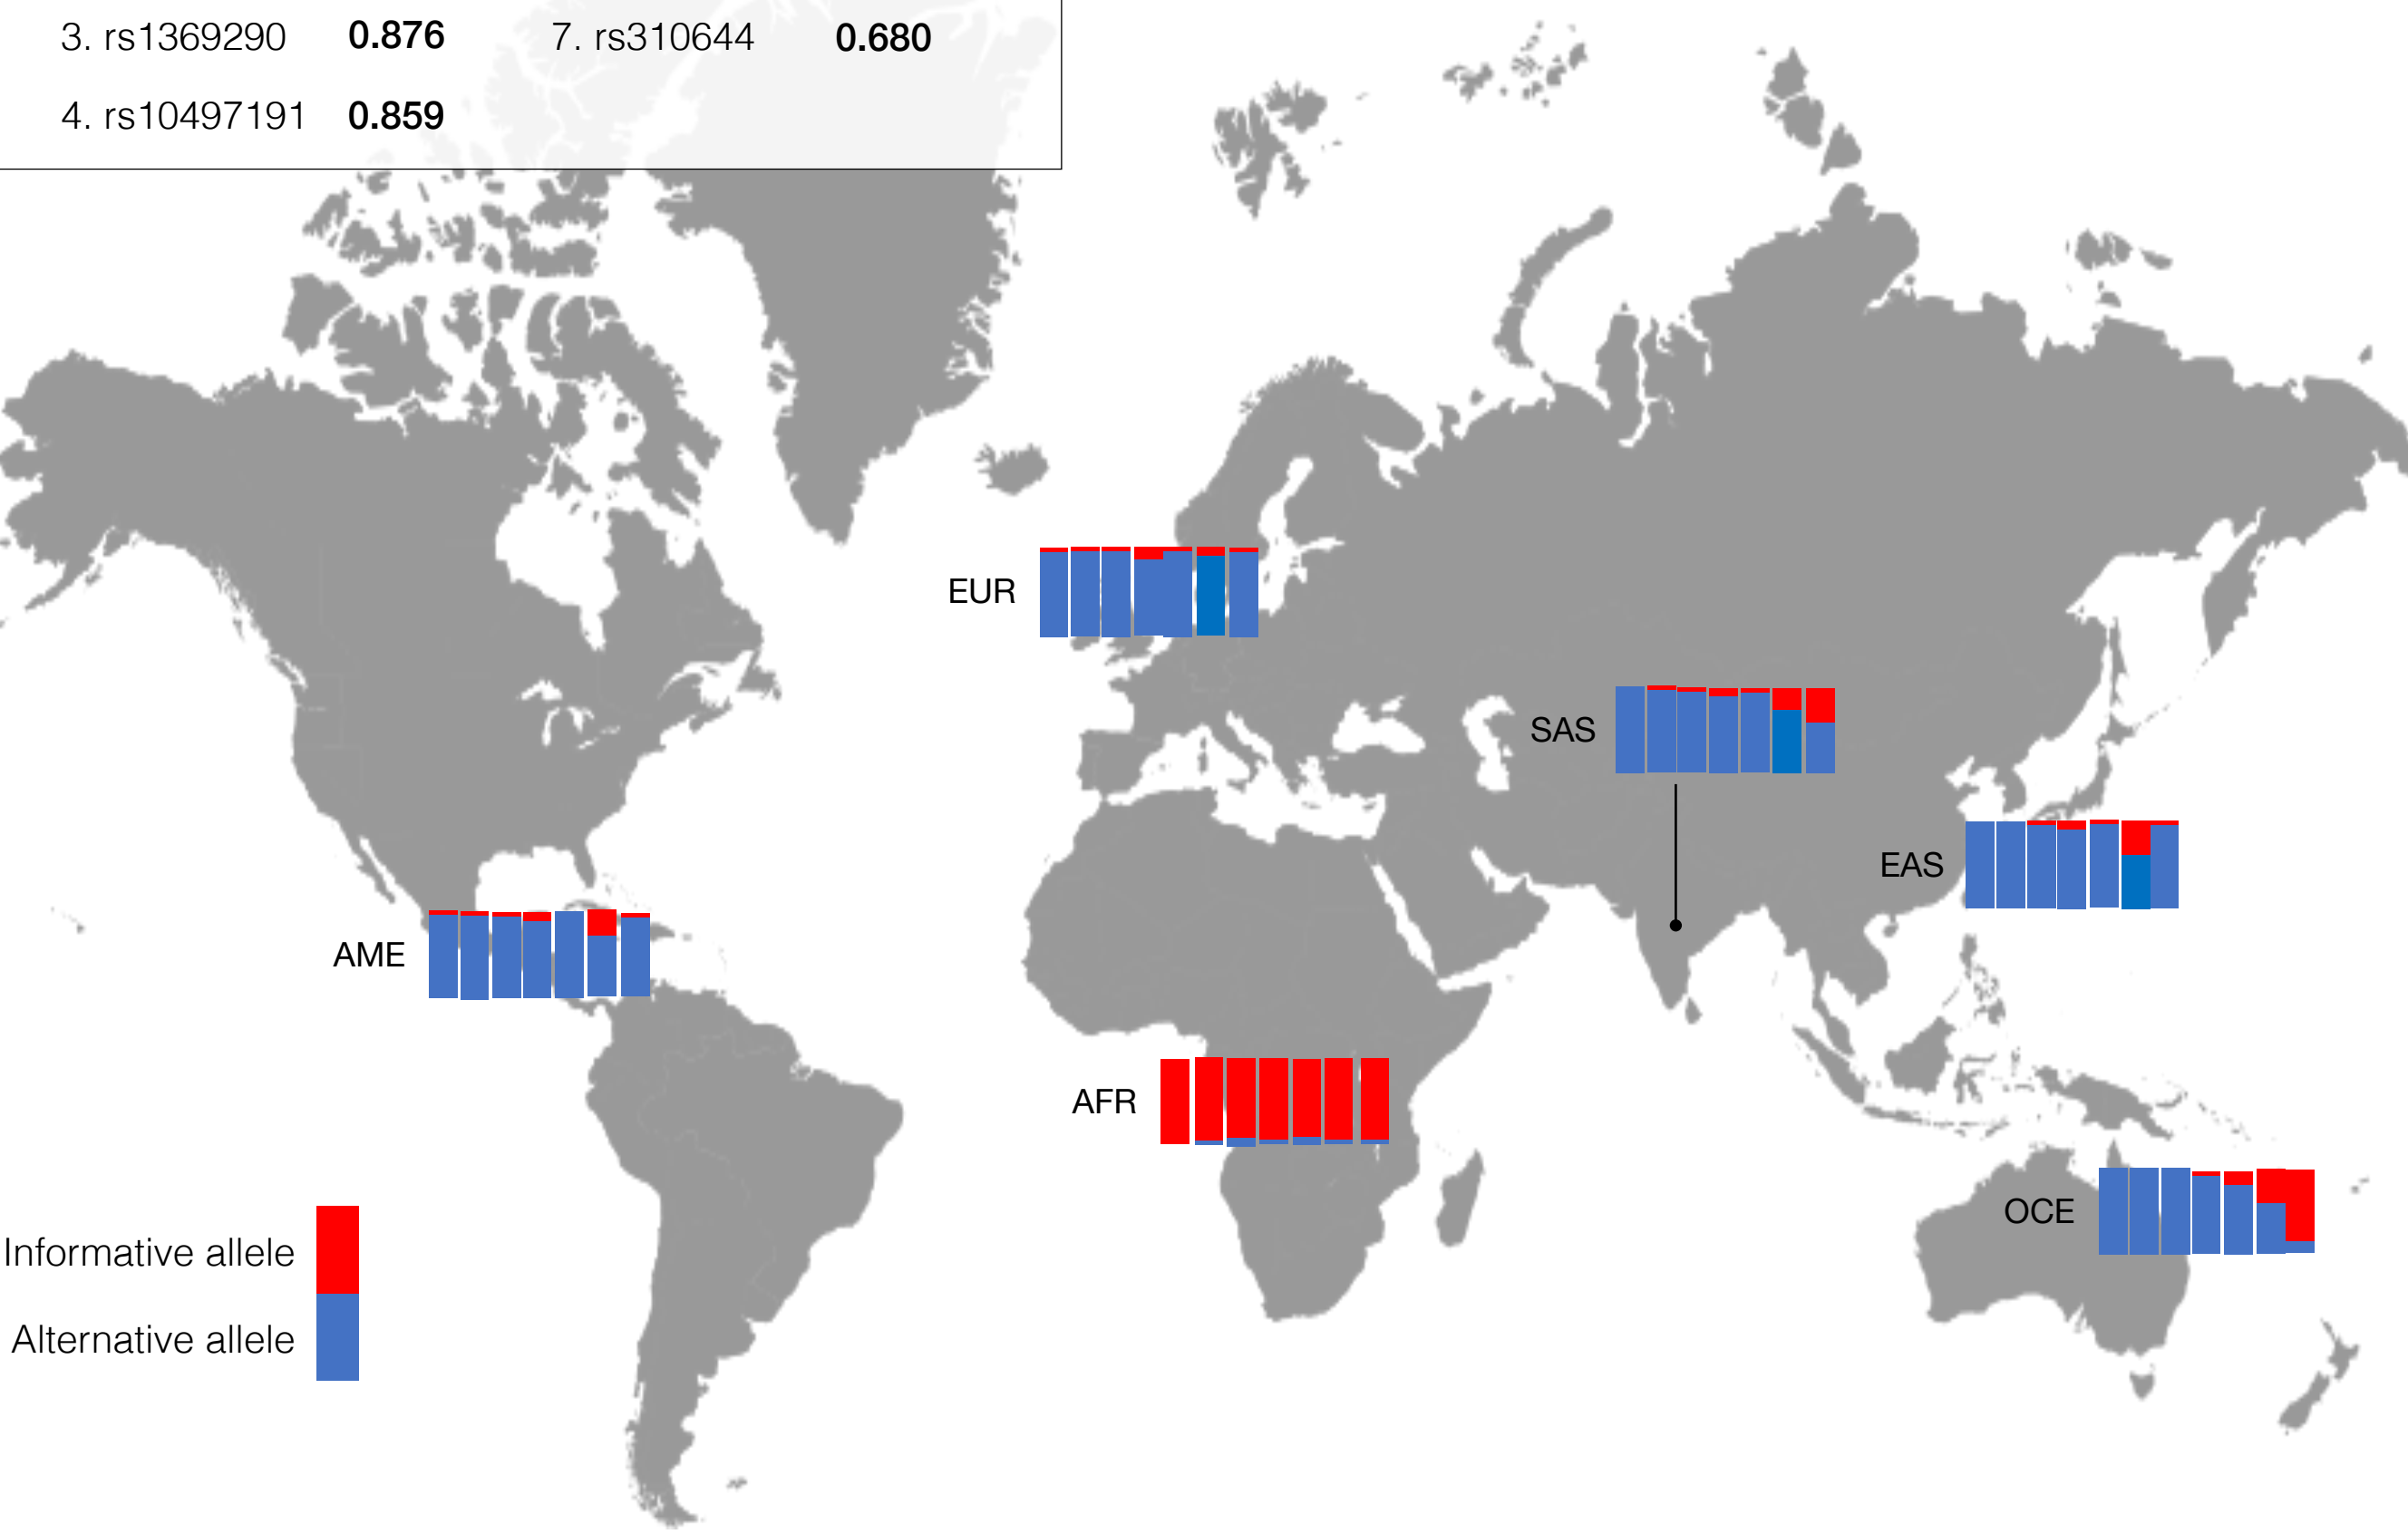 3. rs1369290 0.876 7. rs310644 0.680
4. rs10497191 0.859
EUR
SAS
EAS
AME
AFR
OCE
Informative allele
Alternative allele